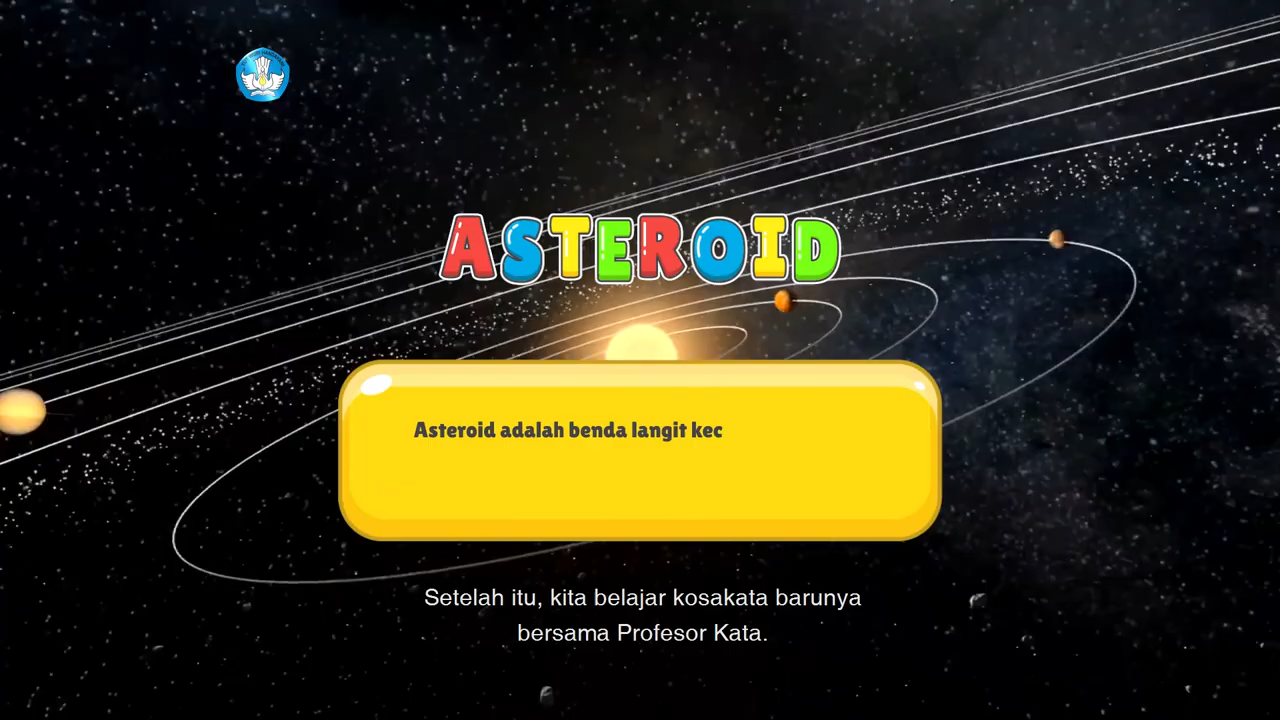 ASTEROID
Asteroid adalah benda langit kec
Setelah itu, kita belajar kosakata barunya
bersama Profesor Kata.